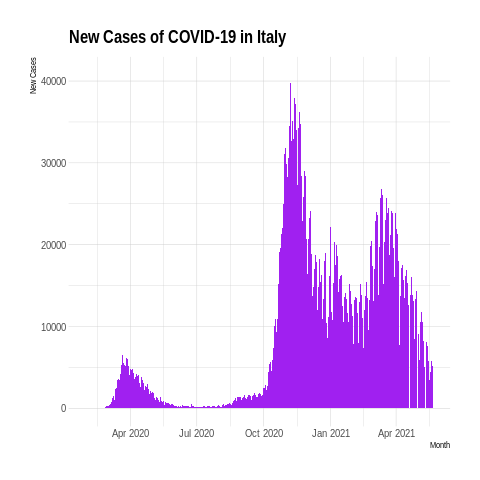 New Cases of COVID-19 in Italy
New Cases
40000
30000
20000
10000
0
Apr 2020 Jul 2020 Oct 2020 Jan 2021 Apr 2021
Month